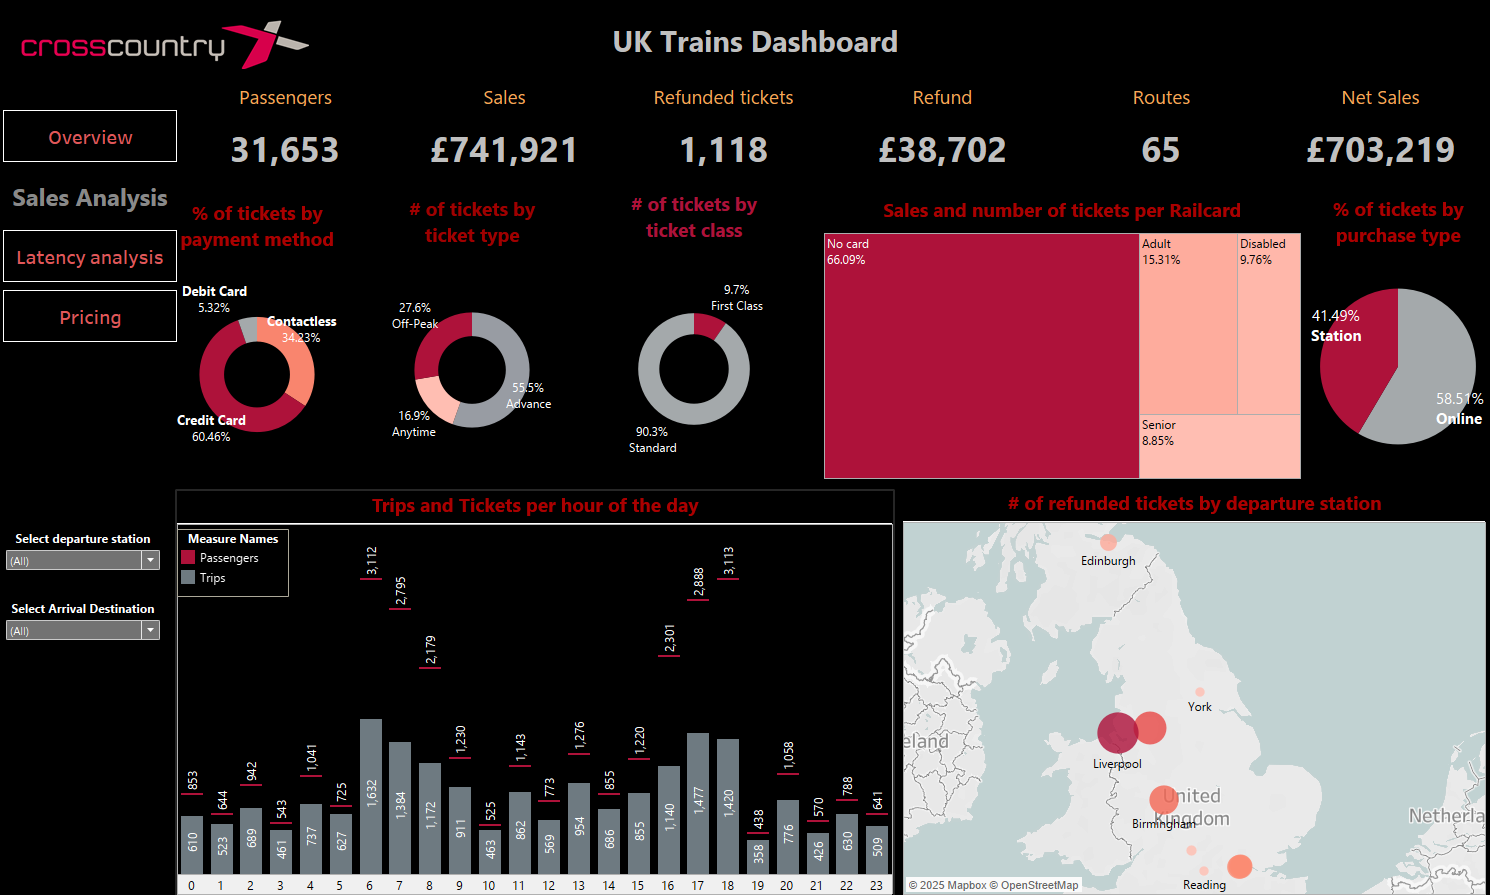 crosscountry
UK Trains Dashboard
Passengers
Sales
Refunded tickets
Refund
Routes
Net Sales
31,653
£741,921
1,118
£38,702
65
£703,219
Overview
Sales Analysis
Latency analysis
Pricing
% of tickets by
payment method
Debit Card
5.32%
Contactless
34.23%
Credit Card
60.46%
# of tickets by
ticket type
27.6%
Off-Peak
55.5%
Advance
16.9%
Anytime
# of tickets by
ticket class
9.7%
First Class
90.3%
Standard
Sales and number of tickets per Railcard
No card
66.09%
Adult
15.31%
Disabled
9.76%
Senior
8.85%
% of tickets by
purchase type
41.49%
Station
58.51%
Online
Select departure station
(All)
Select Arrival Destination
(All)
Trips and Tickets per hour of the day
Measure Names
Passengers
Trips
853
644
942
543
1,041
725
3,112
2,795
2,179
1,230
525
1,143
773
1,276
855
1,220
2,301
2,888
3,113
438
1,058
570
788
641
610
523
689
461
737
627
1,632
1,384
1,172
911
463
862
569
954
686
855
1,140
1,477
1,420
358
776
426
630
509
0 1 2 3 4 5 6 7 8 9 10 11 12 13 14 15 16 17 18 19 20 21 22 23
# of refunded tickets by departure station
Edinburgh
York
eland
Liverpool
United
Kingdom
Birmingham
Netherla
Reading
© 2025 Mapbox © OpenStreetMap